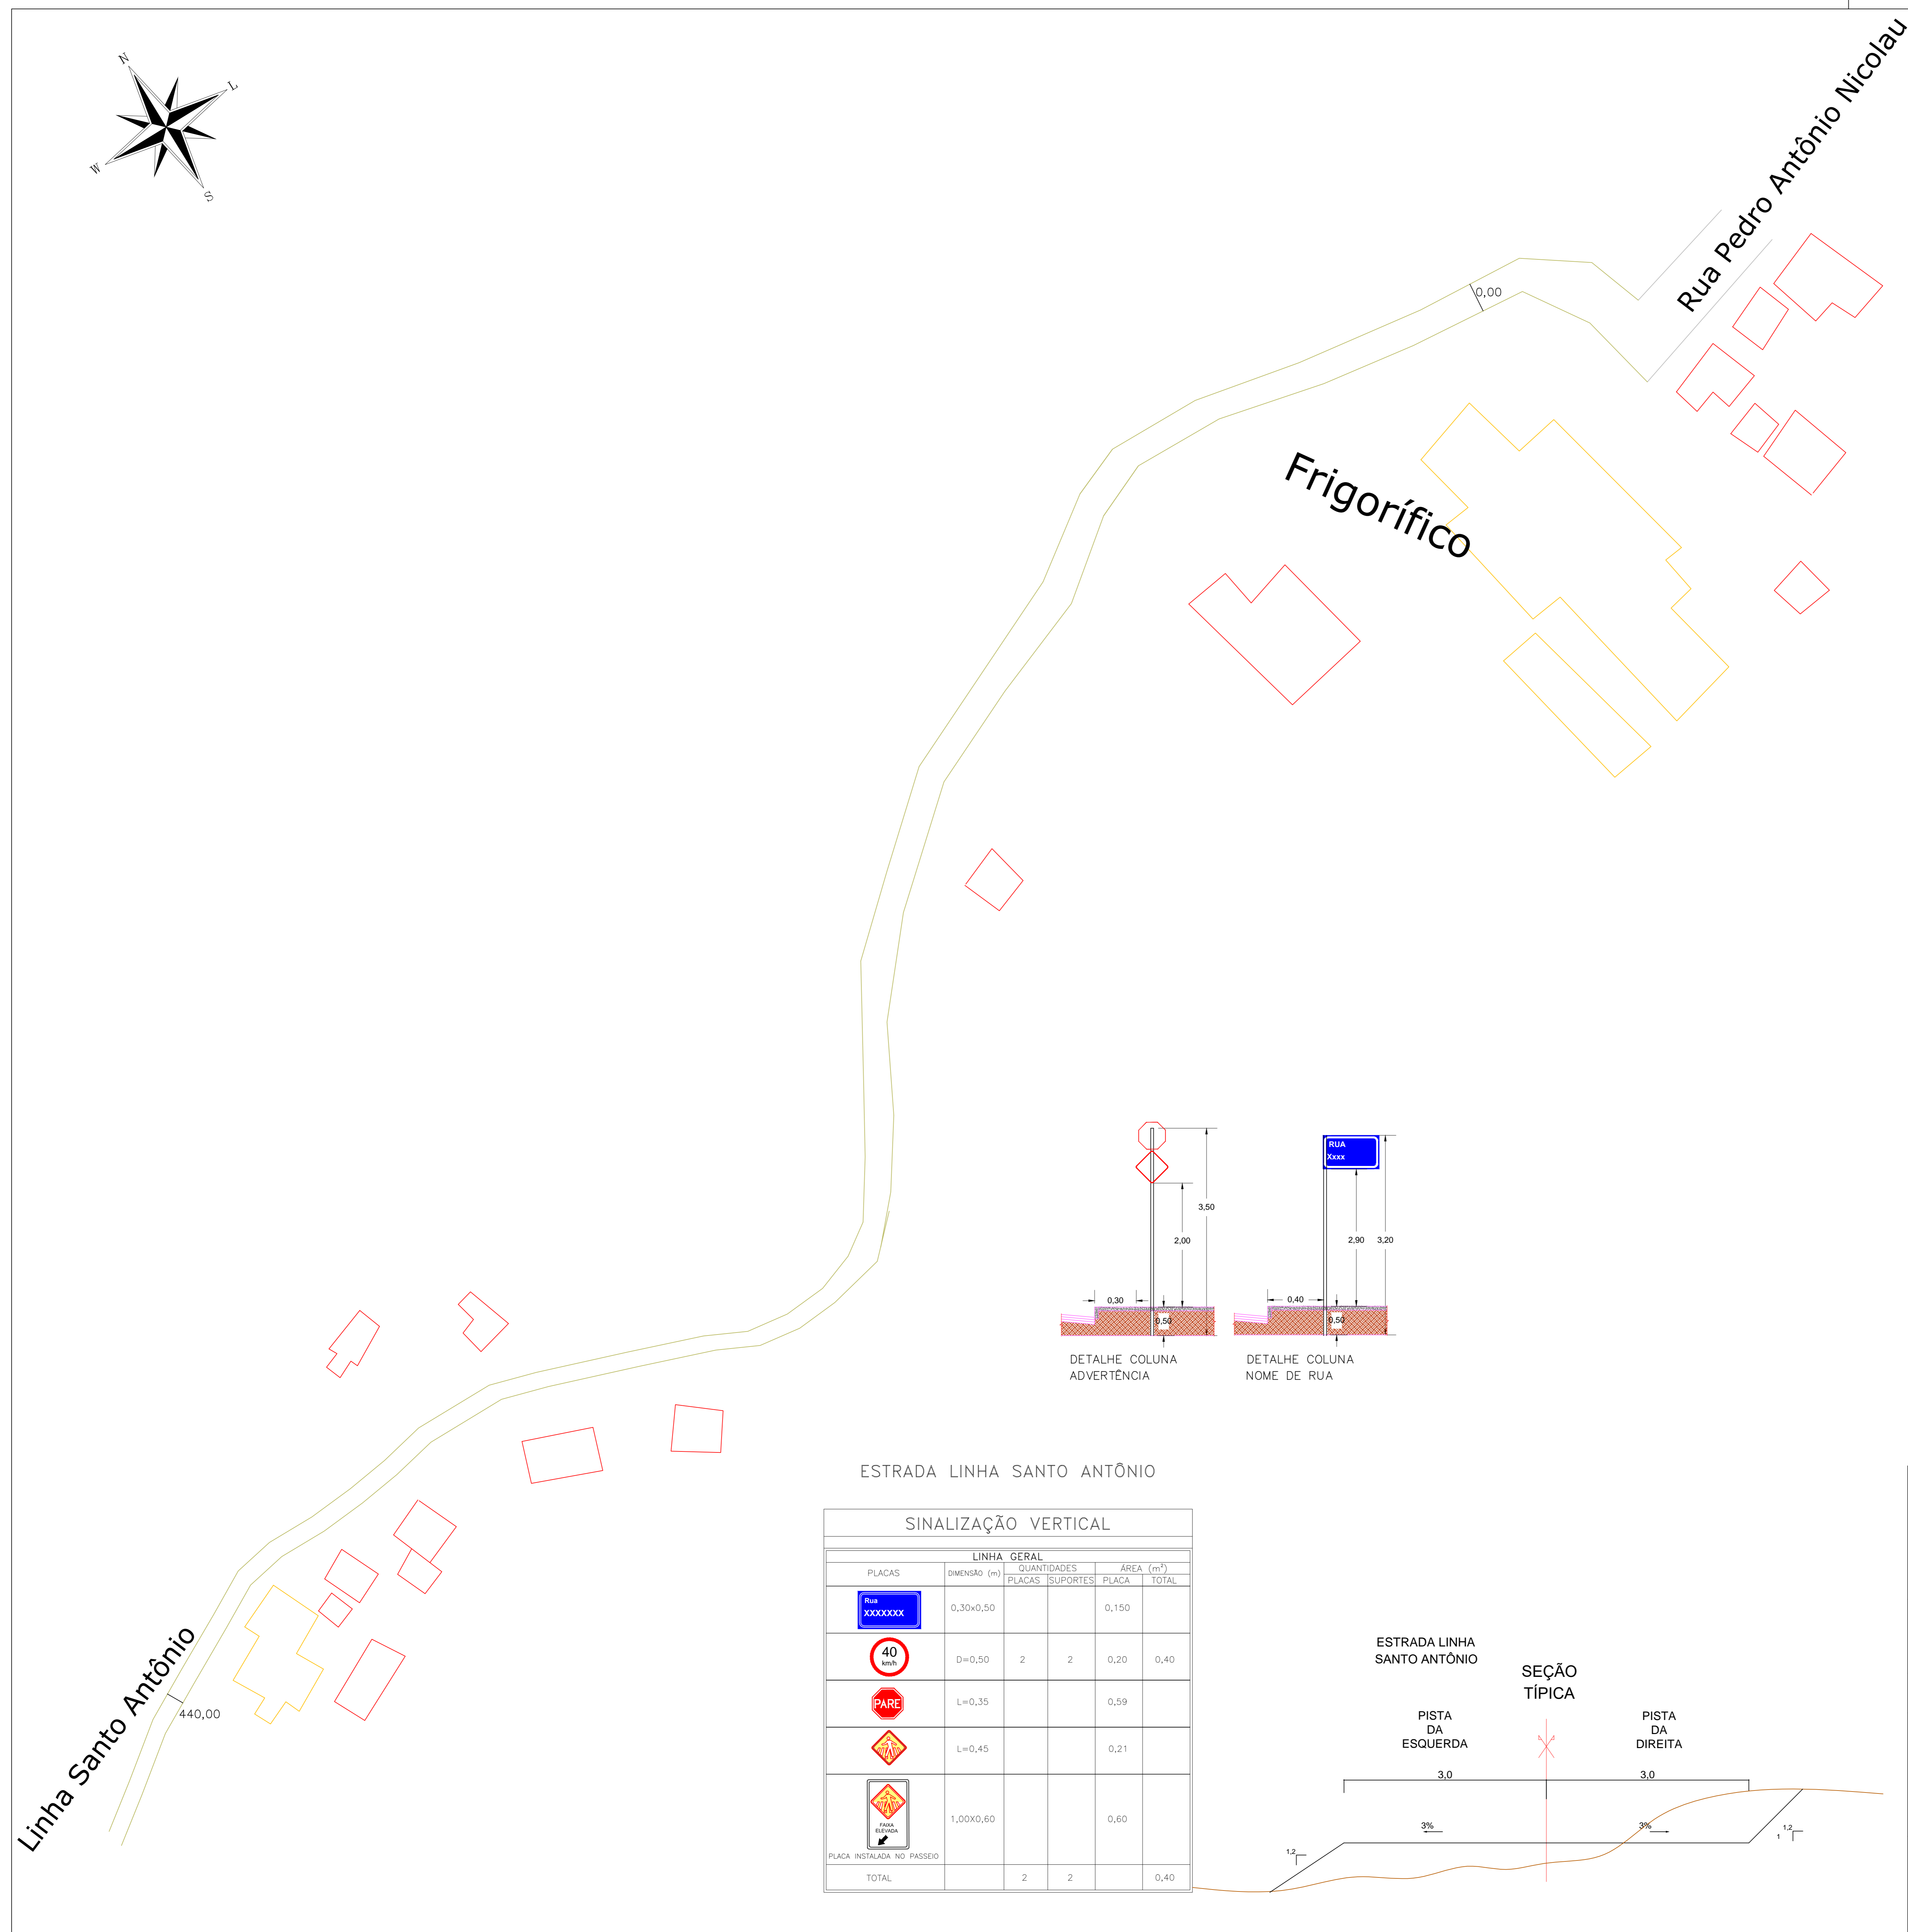 N
L
W
S
Rua Pedro Antônio Nicolau
0,00
Frigorífico
RUA
Xxxx
3,50
2,00
2,90
3,20
0,30
0,40
0,50
0,50
DETALHE COLUNA
ADVERTÊNCIA
DETALHE COLUNA
NOME DE RUA
ESTRADA LINHA SANTO ANTÔNIO
SINALIZAÇÃO VERTICAL
LINHA GERAL
PLACAS
DIMENSÃO (m)
QUANTIDADES
ÁREA (m²)
PLACAS SUPORTES PLACA TOTAL
Rua
XXXXXXX
0,30x0,50 0,150
40
km/h
D=0,50 2 2 0,20 0,40
PARE
L=0,35 0,59
L=0,45 0,21
FAIXA
ELEVADA
1,00X0,60 0,60
PLACA INSTALADA NO PASSEIO
TOTAL 2 2 0,40
Linha Santo Antônio
440,00
ESTRADA LINHA
SANTO ANTÔNIO
SEÇÃO
TÍPICA
PISTA
DA
ESQUERDA
PISTA
DA
DIREITA
3,0
3,0
3%
3%
1,2
1,2
1